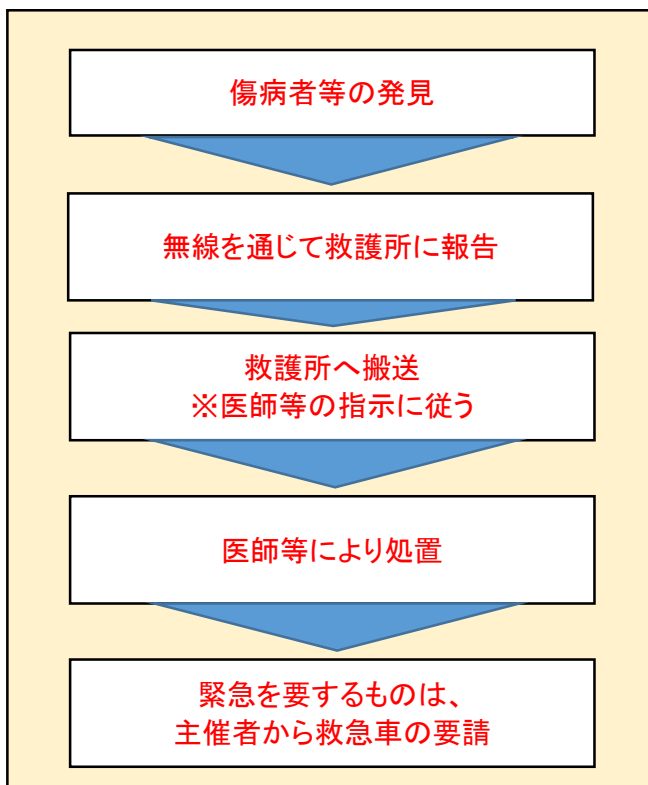 傷病者等の発見
無線を通じて救護所に報告
救護所へ搬送
※医師等の指示に従う
医師等により処置
緊急を要するものは、
主催者から救急車の要請